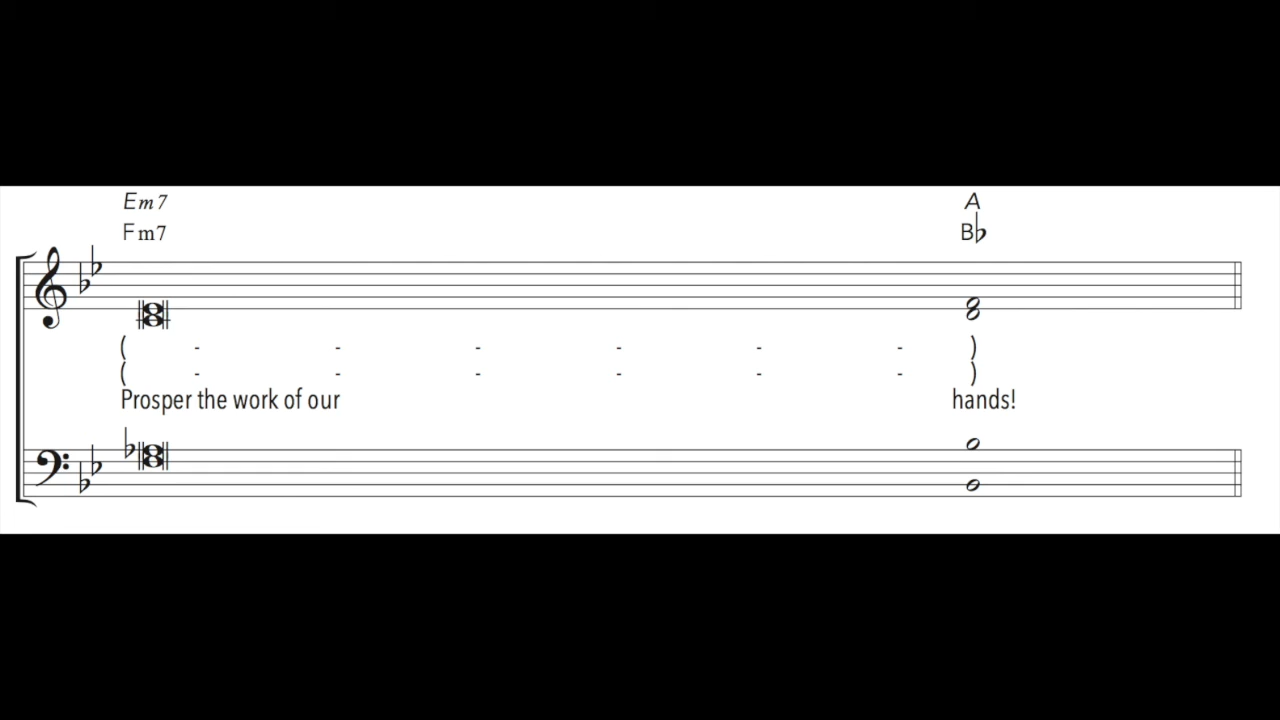 Em7 A
Fm7 B♭
( - - - - - - )
( - - - - - - )
Prosper the work of our hands!